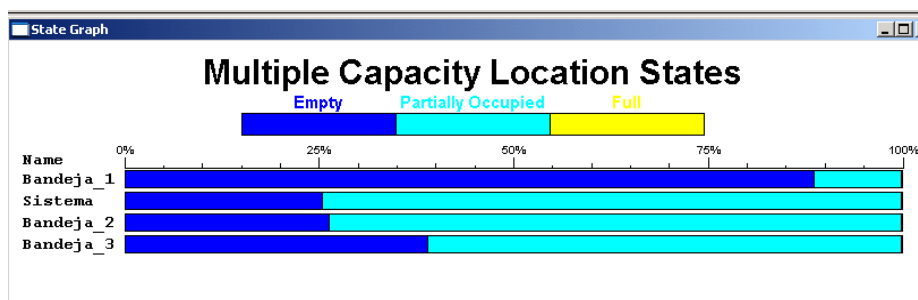 State Graph
Multiple Capacity Location States
Empty Partially Occupied Full
Name 0% 25% 50% 75% 100%
Bandeja_1
Sistema
Bandeja_2
Bandeja_3